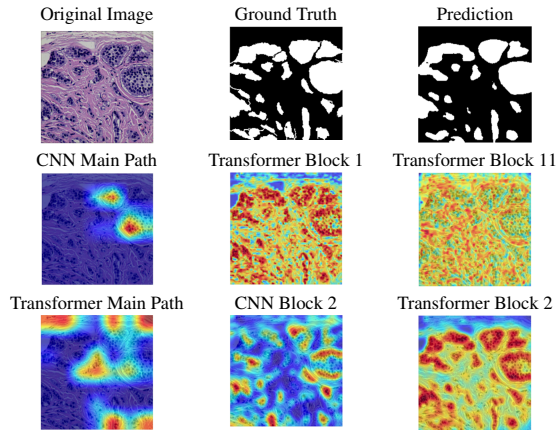 Original Image
Ground Truth
Prediction
CNN Main Path
Transformer Block 1
Transformer Block 11
Transformer Main Path
CNN Block 2
Transformer Block 2